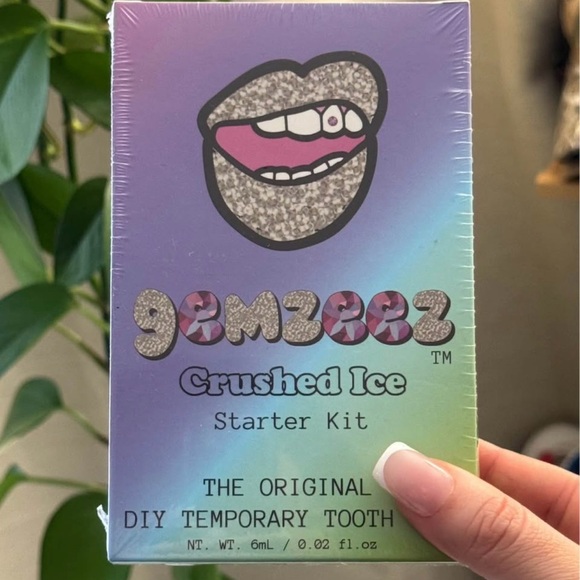 gemzeez
TM
Crushed Ice
Starter Kit
THE ORIGINAL
DIY TEMPORARY TOOTH
NT. WT. 6mL / 0.02 fl.oz